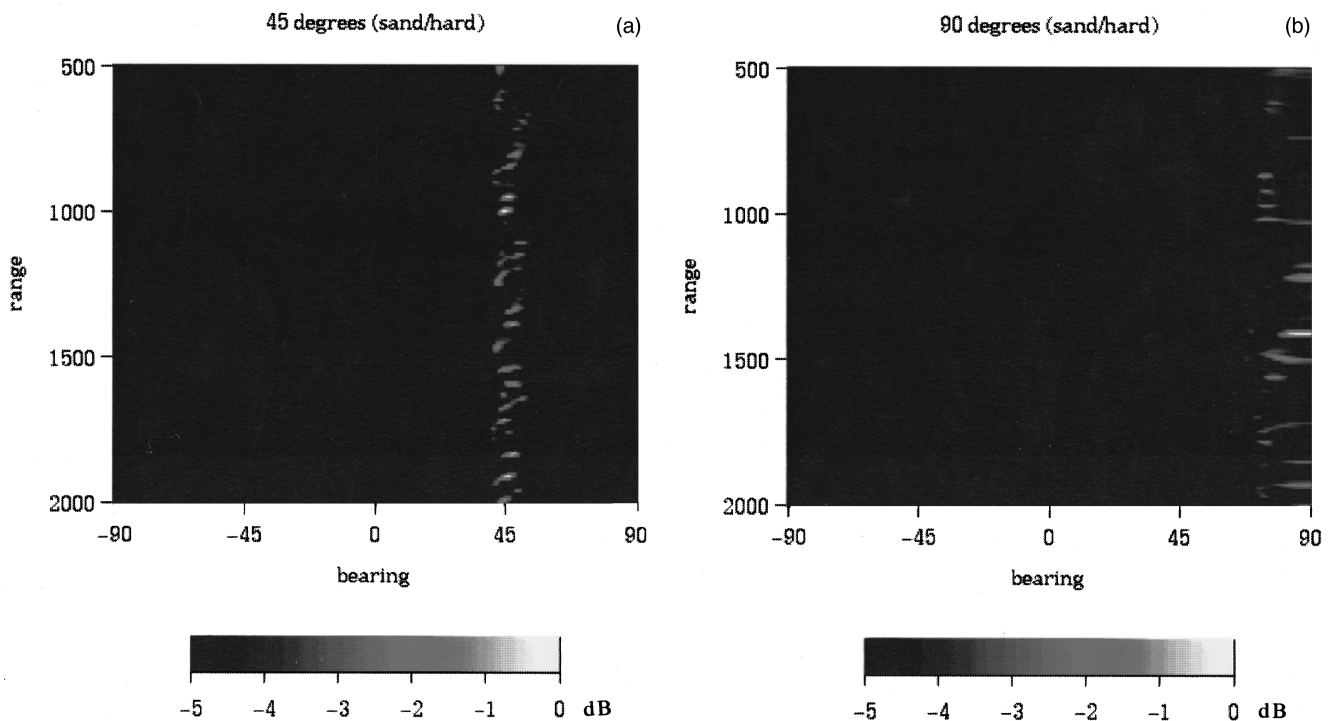 45 degrees (sand/hard) (a)
500
1000
1500
2000
range
-90 -45 0 45 90
bearing
-5 -4 -3 -2 -1 0 dB
90 degrees (sand/hard) (b)
500
1000
1500
2000
range
-90 -45 0 45 90
bearing
-5 -4 -3 -2 -1 0 dB